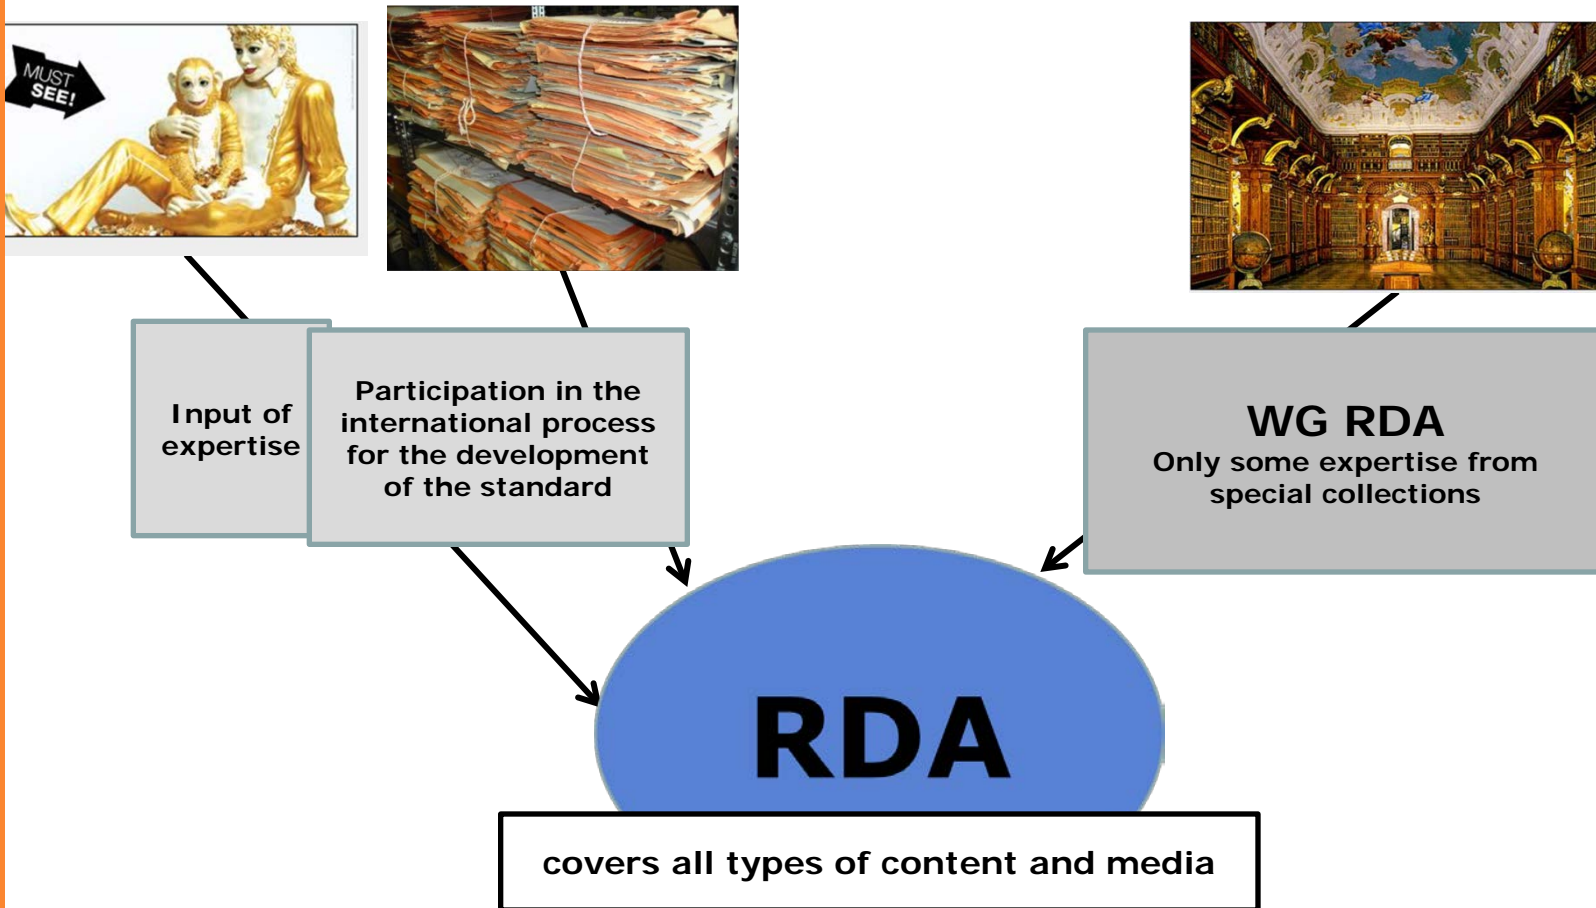 MUST
SEE!
Input of
expertise
Participation in the
international process
for the development
of the standard
WG RDA
Only some expertise from
special collections
RDA
covers all types of content and media